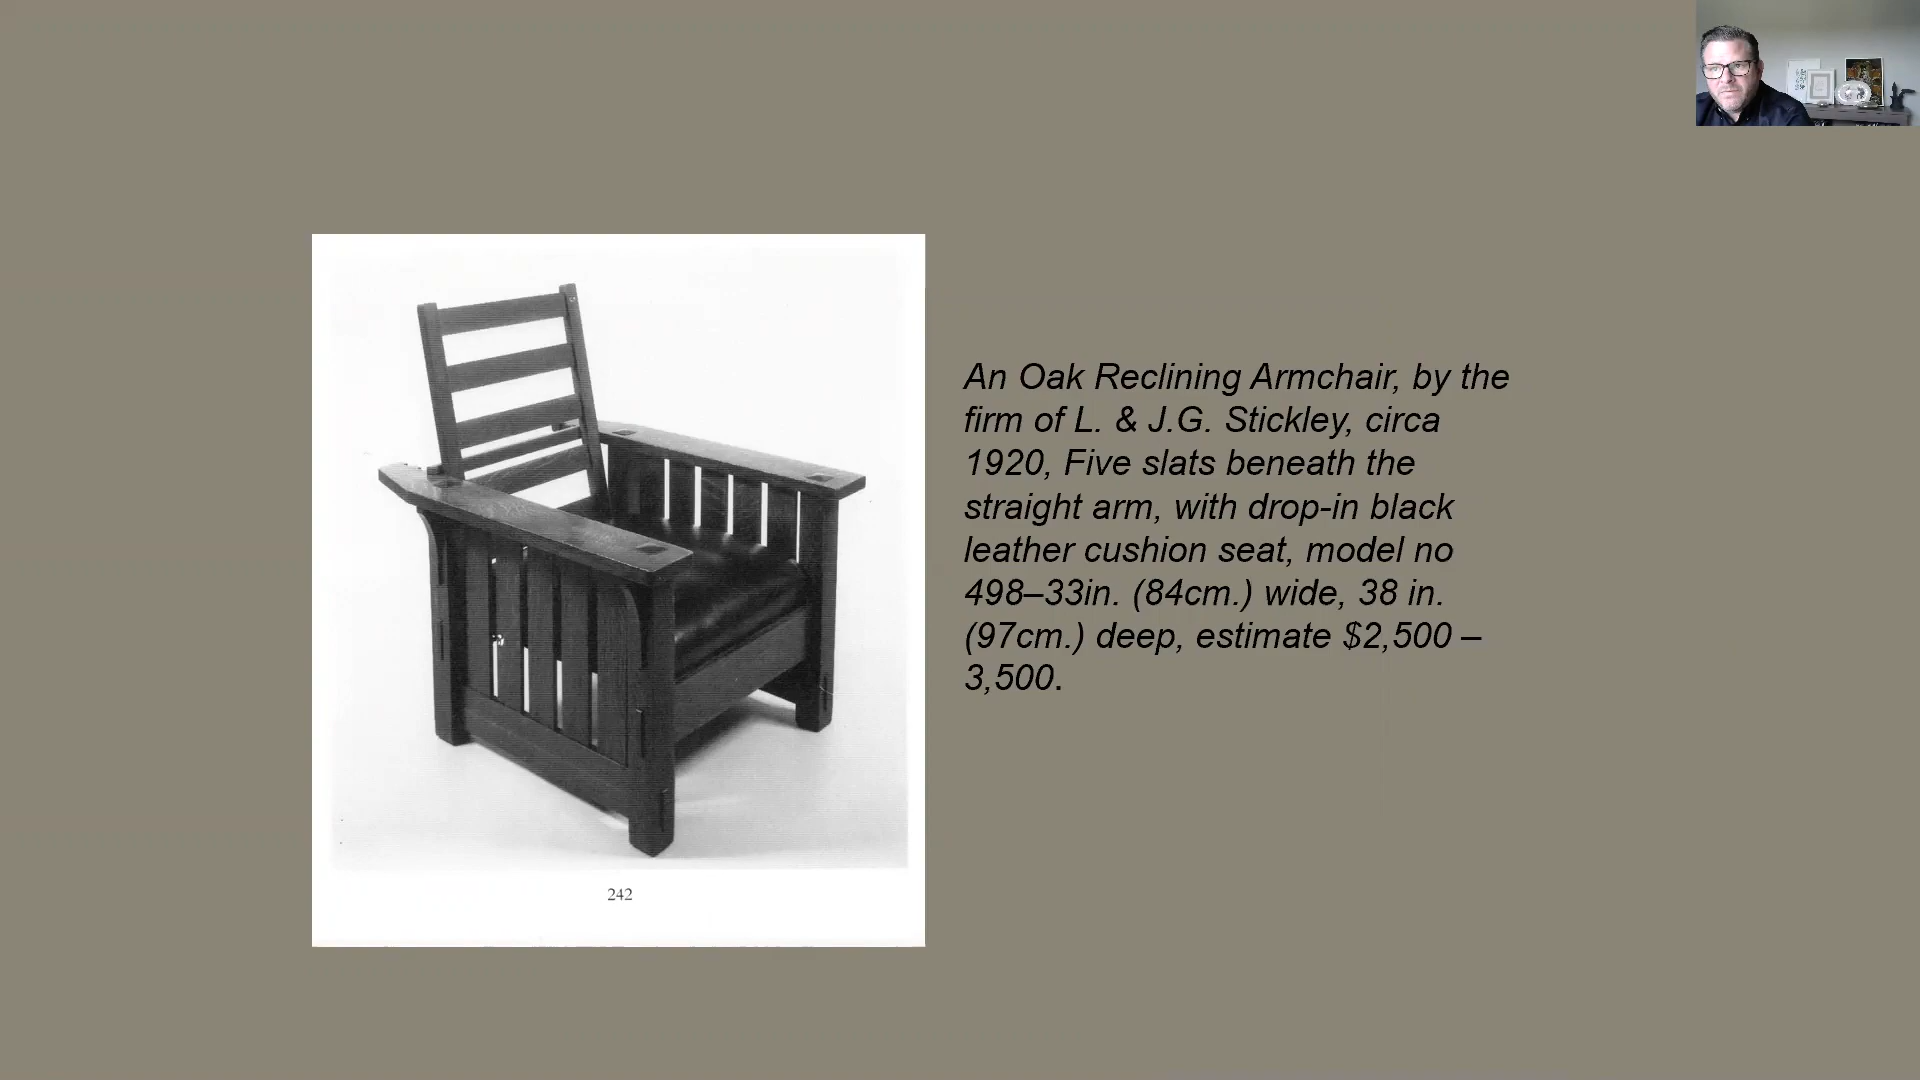 An Oak Reclining Armchair, by the
firm of L. & J.G. Stickley, circa
1920, Five slats beneath the
straight arm, with drop-in black
leather cushion seat, model no
498–33in. (84cm.) wide, 38 in.
(97cm.) deep, estimate $2,500 –
3,500.
242